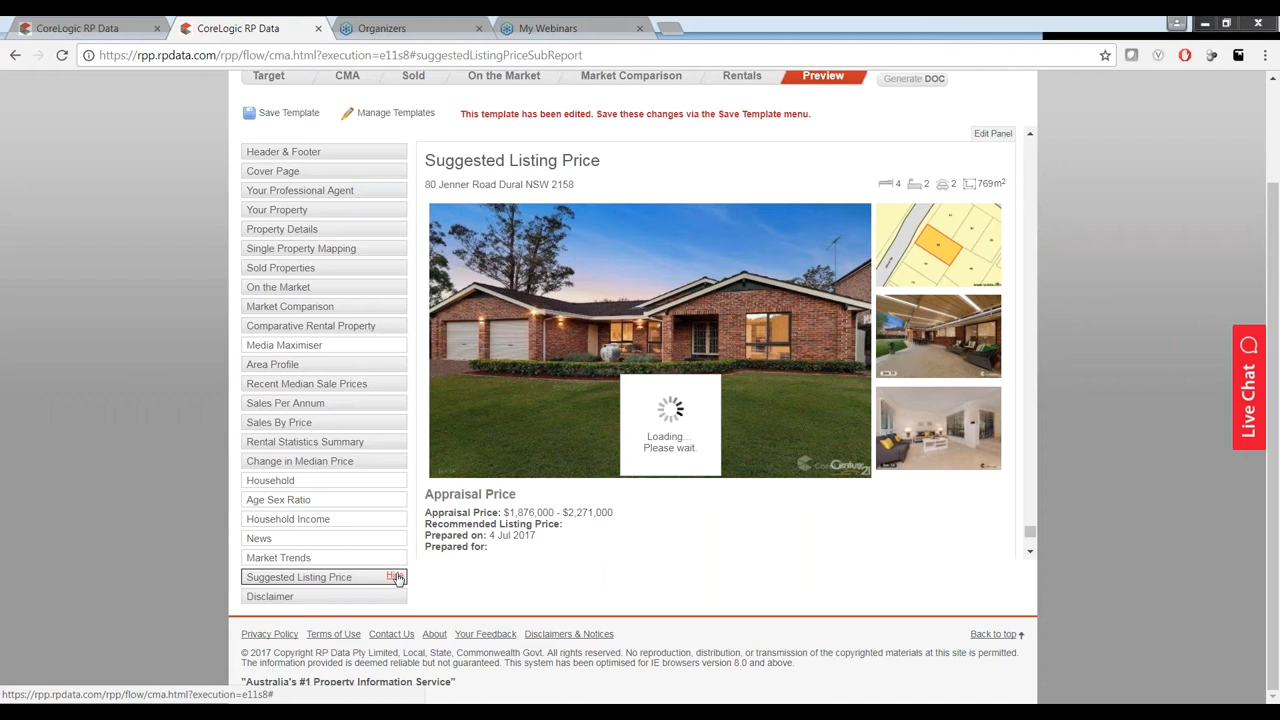 CoreLogic RP Data
CoreLogic RP Data
Organizers
My Webinars
https://rpp.rpdata.com/rpp/flow/cma.html?execution=e11s8#suggestedListingPriceSubReport
Target
CMA
Sold
On the Market
Market Comparison
Rentals
Preview
Generate DOC
Save Template
Manage Templates
This template has been edited. Save these changes via the Save Template menu.
Edit Panel
Header & Footer
Cover Page
Your Professional Agent
Your Property
Property Details
Single Property Mapping
Sold Properties
On the Market
Market Comparison
Comparative Rental Property
Media Maximiser
Area Profile
Recent Median Sale Prices
Sales Per Annum
Sales By Price
Rental Statistics Summary
Change in Median Price
Household
Age Sex Ratio
Household Income
News
Market Trends
Suggested Listing Price
Disclaimer
Suggested Listing Price
80 Jenner Road Dural NSW 2158
4
2
2
769m²
Loading...
Please wait.
Appraisal Price
Appraisal Price: $1,876,000 - $2,271,000
Recommended Listing Price:
Prepared on: 4 Jul 2017
Prepared for:
Live Chat
Privacy Policy
Terms of Use
Contact Us
About
Your Feedback
Disclaimers & Notices
Back to top
© 2017 Copyright RP Data Pty Limited, Local, State, Commonwealth Govt. All rights reserved. No reproduction, distribution, or transmission of the copyrighted materials at this site is permitted.
The information provided is deemed reliable but not guaranteed. This system has been optimised for IE browsers version 8.0 and above.
"Australia's #1 Property Information Service"
https://rpp.rpdata.com/rpp/flow/cma.html?execution=e11s8#